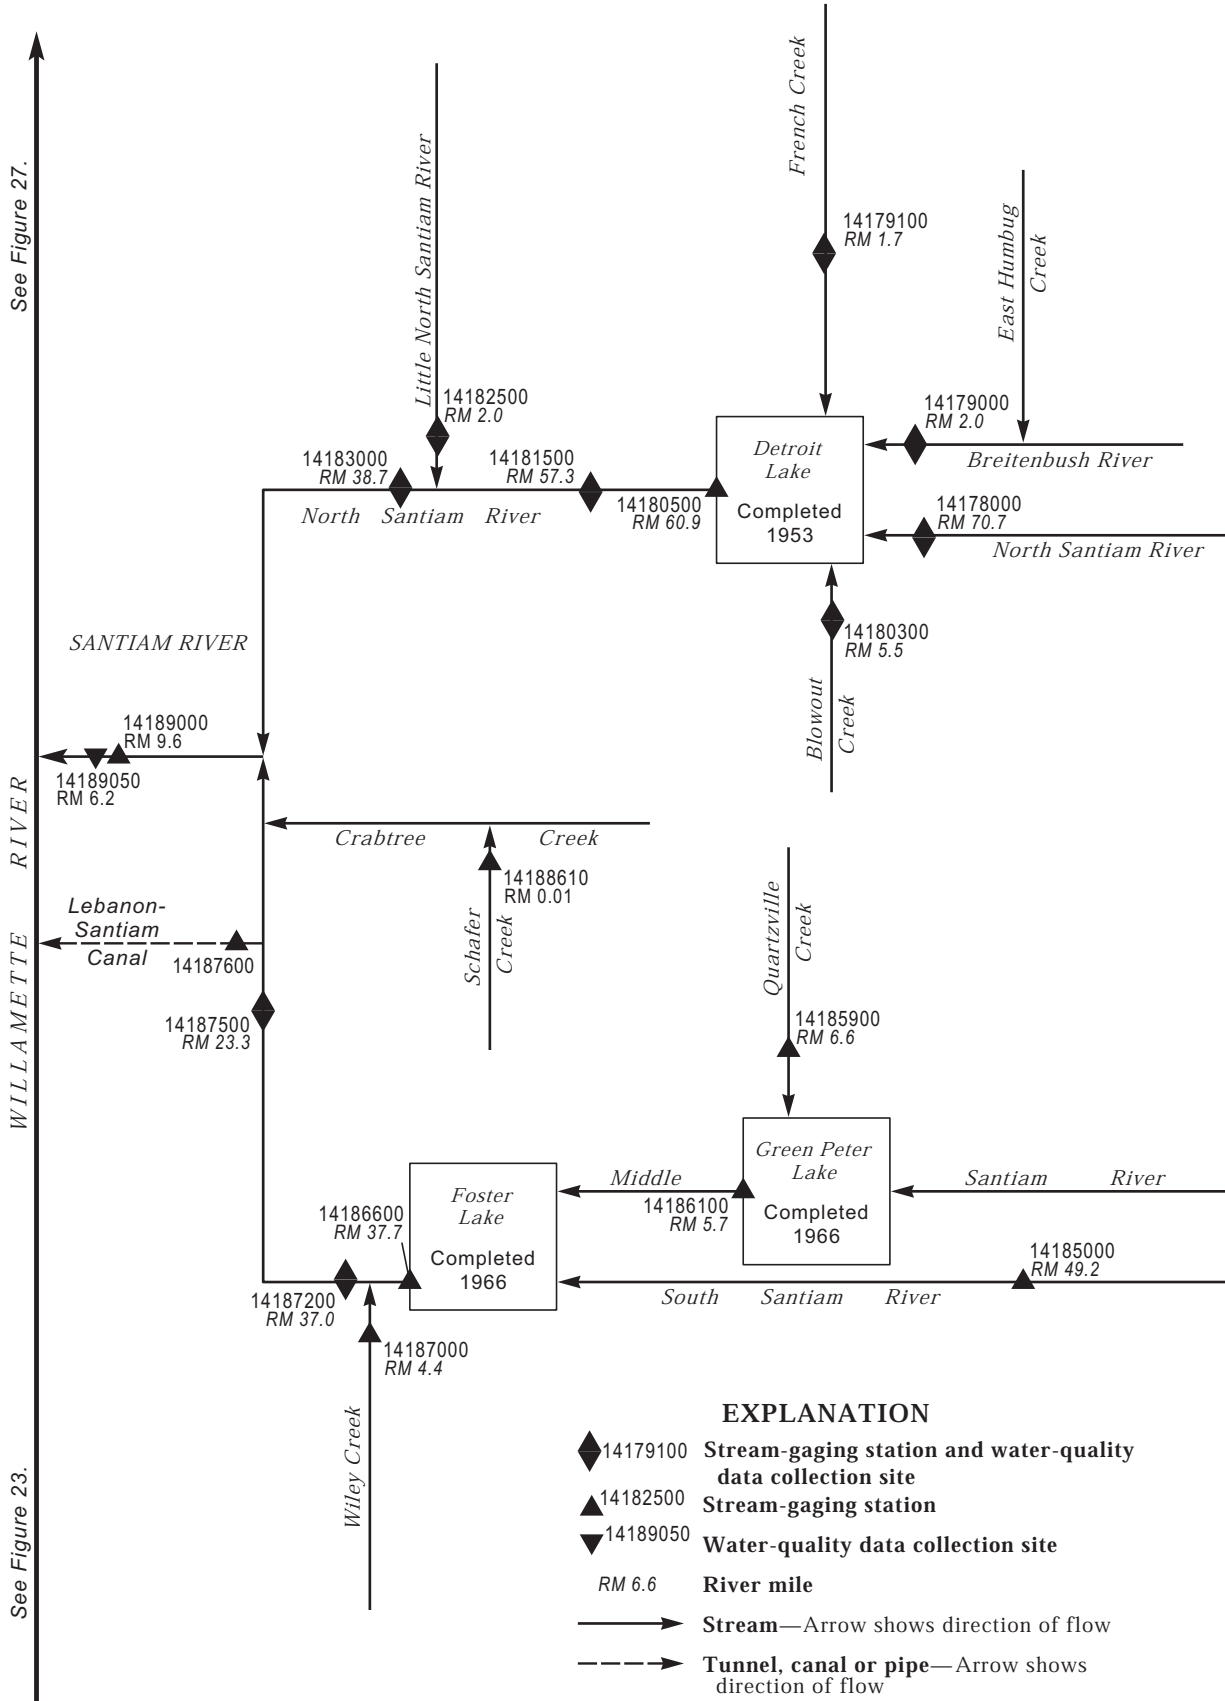 See Figure 27.
Little North Santiam River
French Creek
14179100
RM 1.7
East Humbug
Creek
14182500
RM 2.0
14179000
RM 2.0
Breitenbush River
Detroit
Lake
Completed
1953
14183000
RM 38.7
14181500
RM 57.3
14180500
RM 60.9
North Santiam River
14178000
RM 70.7
North Santiam River
SANTIAM RIVER
14180300
RM 5.5
Blowout
Creek
14189000
RM 9.6
14189050
RM 6.2
WILLAMETTE RIVER
Crabtree Creek
14188610
RM 0.01
Schafer
Creek
Lebanon-
Santiam
Canal
14187600
Quartzville
Creek
14187500
RM 23.3
14185900
RM 6.6
Green Peter
Lake
Completed
1966
Middle Santiam River
14186100
RM 5.7
Foster
Lake
Completed
1966
14186600
RM 37.7
14185000
RM 49.2
South Santiam River
14187200
RM 37.0
14187000
RM 4.4
Wiley Creek
See Figure 23.
EXPLANATION
14179100 Stream-gaging station and water-quality
data collection site
14182500 Stream-gaging station
14189050 Water-quality data collection site
RM 6.6 River mile
Stream—Arrow shows direction of flow
Tunnel, canal or pipe—Arrow shows
direction of flow